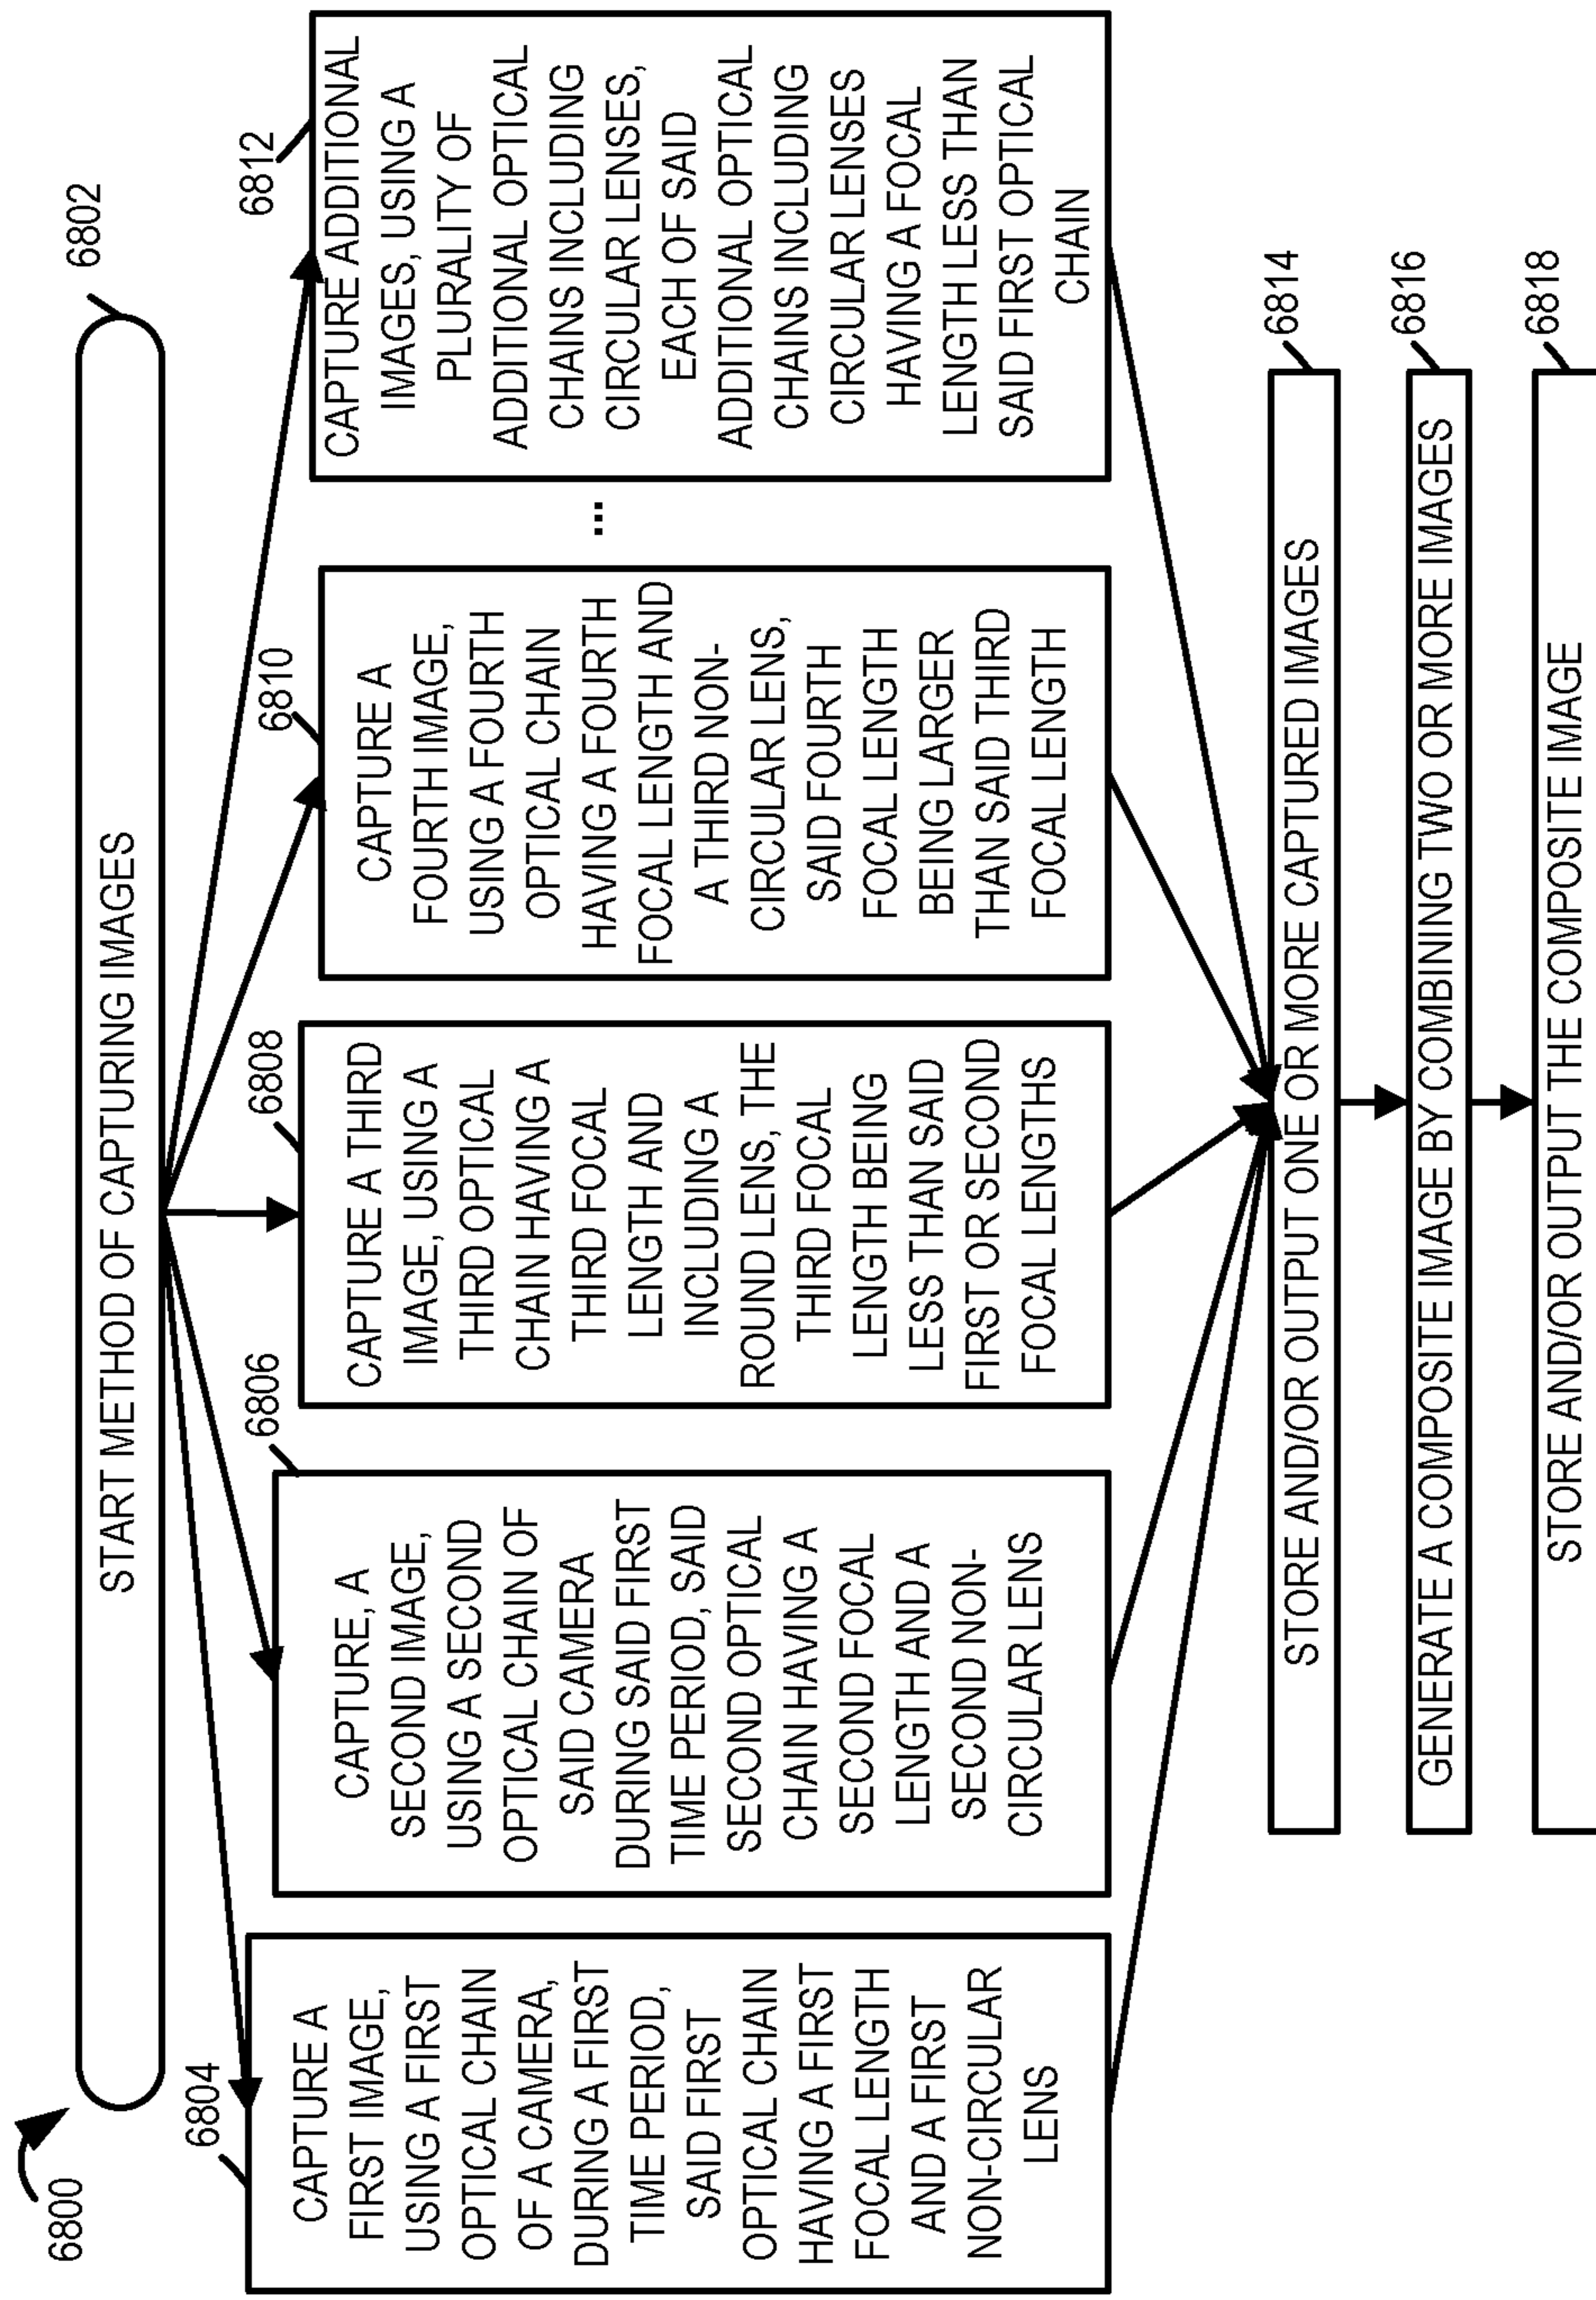 6800
START METHOD OF CAPTURING IMAGES
6802
6804
CAPTURE A
FIRST IMAGE,
USING A FIRST
OPTICAL CHAIN
OF A CAMERA,
DURING A FIRST
TIME PERIOD,
SAID FIRST
OPTICAL CHAIN
HAVING A FIRST
FOCAL LENGTH
AND A FIRST
NON-CIRCULAR
LENS
6806
CAPTURE, A
SECOND IMAGE,
USING A SECOND
OPTICAL CHAIN OF
SAID CAMERA
DURING SAID FIRST
TIME PERIOD, SAID
SECOND OPTICAL
CHAIN HAVING A
SECOND FOCAL
LENGTH AND A
SECOND NON-
CIRCULAR LENS
6808
CAPTURE A THIRD
IMAGE, USING A
THIRD OPTICAL
CHAIN HAVING A
THIRD FOCAL
LENGTH AND
INCLUDING A
ROUND LENS, THE
THIRD FOCAL
LENGTH BEING
LESS THAN SAID
FIRST OR SECOND
FOCAL LENGTHS
6810
CAPTURE A
FOURTH IMAGE,
USING A FOURTH
OPTICAL CHAIN
HAVING A FOURTH
FOCAL LENGTH AND
A THIRD NON-
CIRCULAR LENS,
SAID FOURTH
FOCAL LENGTH
BEING LARGER
THAN SAID THIRD
FOCAL LENGTH
...
6812
CAPTURE ADDITIONAL
IMAGES, USING A
PLURALITY OF
ADDITIONAL OPTICAL
CHAINS INCLUDING
CIRCULAR LENSES,
EACH OF SAID
ADDITIONAL OPTICAL
CHAINS INCLUDING
CIRCULAR LENSES
HAVING A FOCAL
LENGTH LESS THAN
SAID FIRST OPTICAL
CHAIN
STORE AND/OR OUTPUT ONE OR MORE CAPTURED IMAGES
6814
GENERATE A COMPOSITE IMAGE BY COMBINING TWO OR MORE IMAGES
6816
STORE AND/OR OUTPUT THE COMPOSITE IMAGE
6818